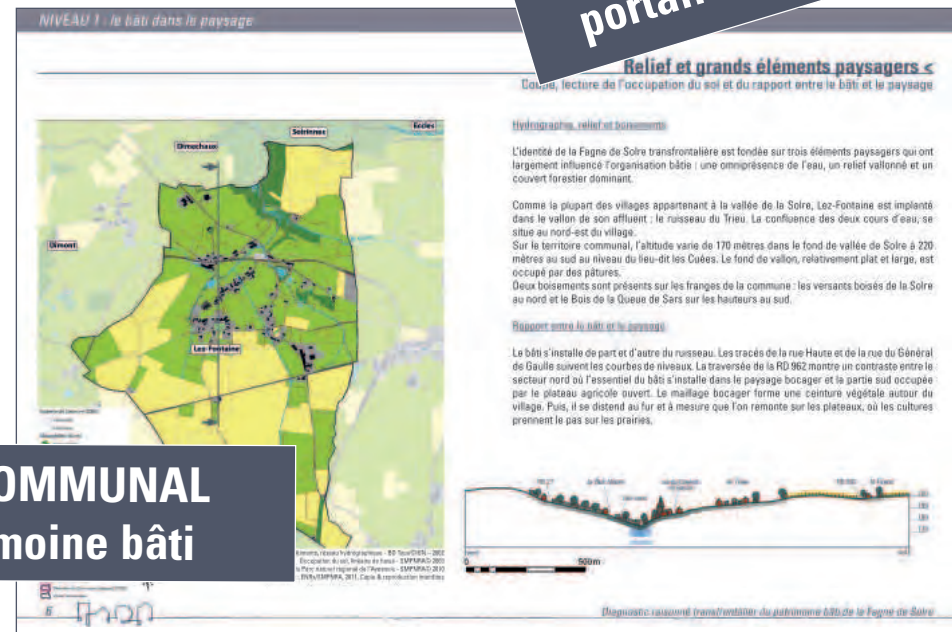 NIVEAU 1 : le bâti dans le paysage
portan
Relief et grands éléments paysagers <
Coupe, lecture de l'occupation du sol et du rapport entre le bâti et le paysage
Eccles
Solrinnes
Dimechaux
Dimont
Lez-Fontaine
Hydrographie, relief et boisements
L'identité de la Fagne de Solre transfrontalière est fondée sur trois éléments paysagers qui ont
largement influencé l'organisation bâtie : une omniprésence de l'eau, un relief vallonné et un
couvert forestier dominant.
Comme la plupart des villages appartenant à la vallée de la Solre, Lez-Fontaine est implanté
dans le vallon de son affluent : le ruisseau du Trieu. La confluence des deux cours d'eau, se
situe au nord-est du village.
Sur le territoire communal, l'altitude varie de 170 mètres dans le fond de vallée de Solre à 220
mètres au sud au niveau du lieu-dit les Cuées. Le fond de vallon, relativement plat et large, est
occupé par des pâtures.
Deux boisements sont présents sur les franges de la commune : les versants boisés de la Solre
au nord et le Bois de la Queue de Sars sur les hauteurs au sud.
Rapport entre le bâti et le paysage
Le bâti s'installe de part et d'autre du ruisseau. Les tracés de la rue Haute et de la rue du Général
de Gaulle suivent les courbes de niveaux. La traversée de la RD 962 montre un contraste entre le
secteur nord où l'essentiel du bâti s'installe dans le paysage bocager et la partie sud occupée
par le plateau agricole ouvert. Le maillage bocager forme une ceinture végétale autour du
village. Puis, il se distend au fur et à mesure que l'on remonte sur les plateaux, où les cultures
prennent le pas sur les prairies.
OMMUNAL
moine bâti
0 500m
6
Diagnostic raisonné transfrontalier du patrimoine bâti de la Fagne de Solre